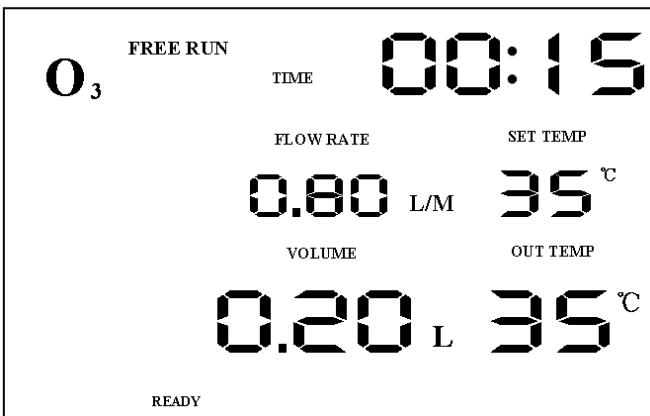 O₃ FREE RUN TIME 00:15
FLOW RATE SET TEMP
0.80 L/M 35 ℃
VOLUME OUT TEMP
0.20 L 35 ℃
READY